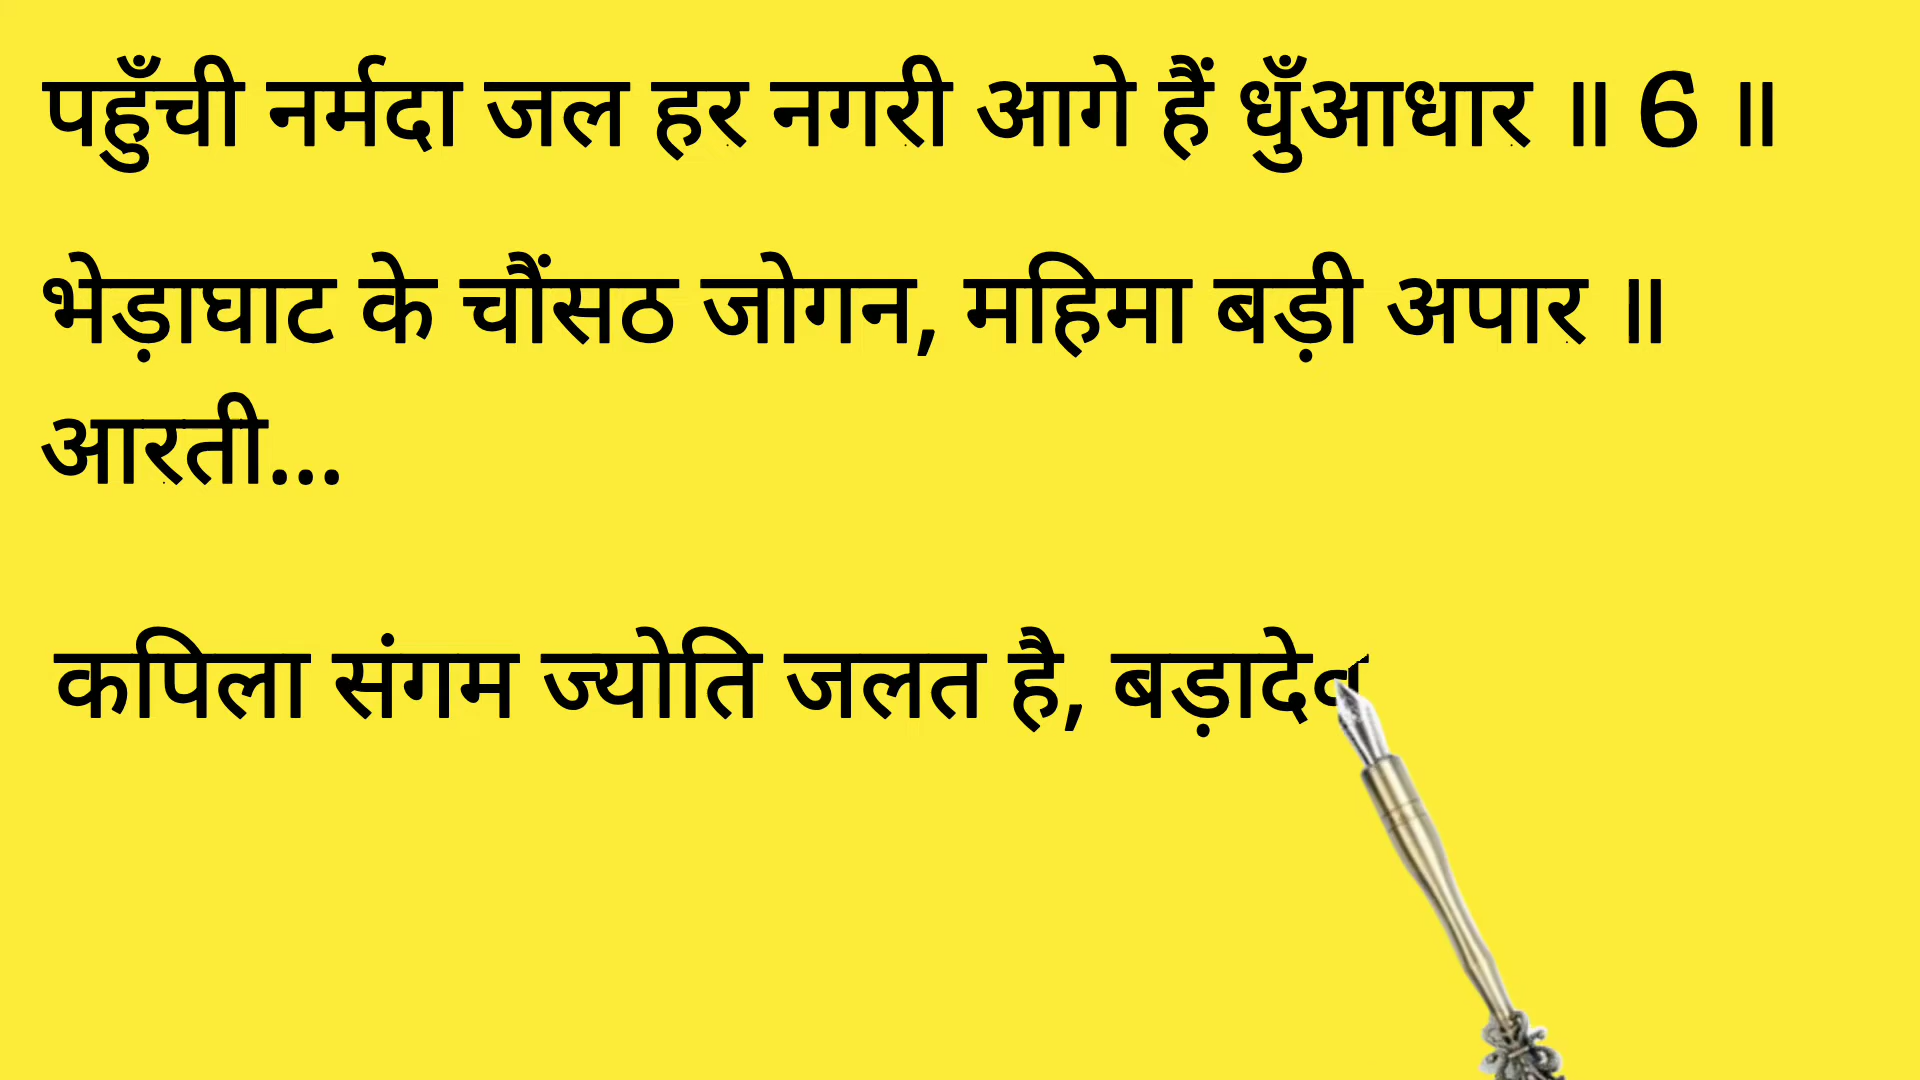 पहुँची नर्मदा जल हर नगरी आगे हैं धुँआधार ॥ 6 ॥
भेड़ाघाट के चौंसठ जोगन, महिमा बड़ी अपार ॥
आरती...
कपिला संगम ज्योति जलत है, बड़ादेव